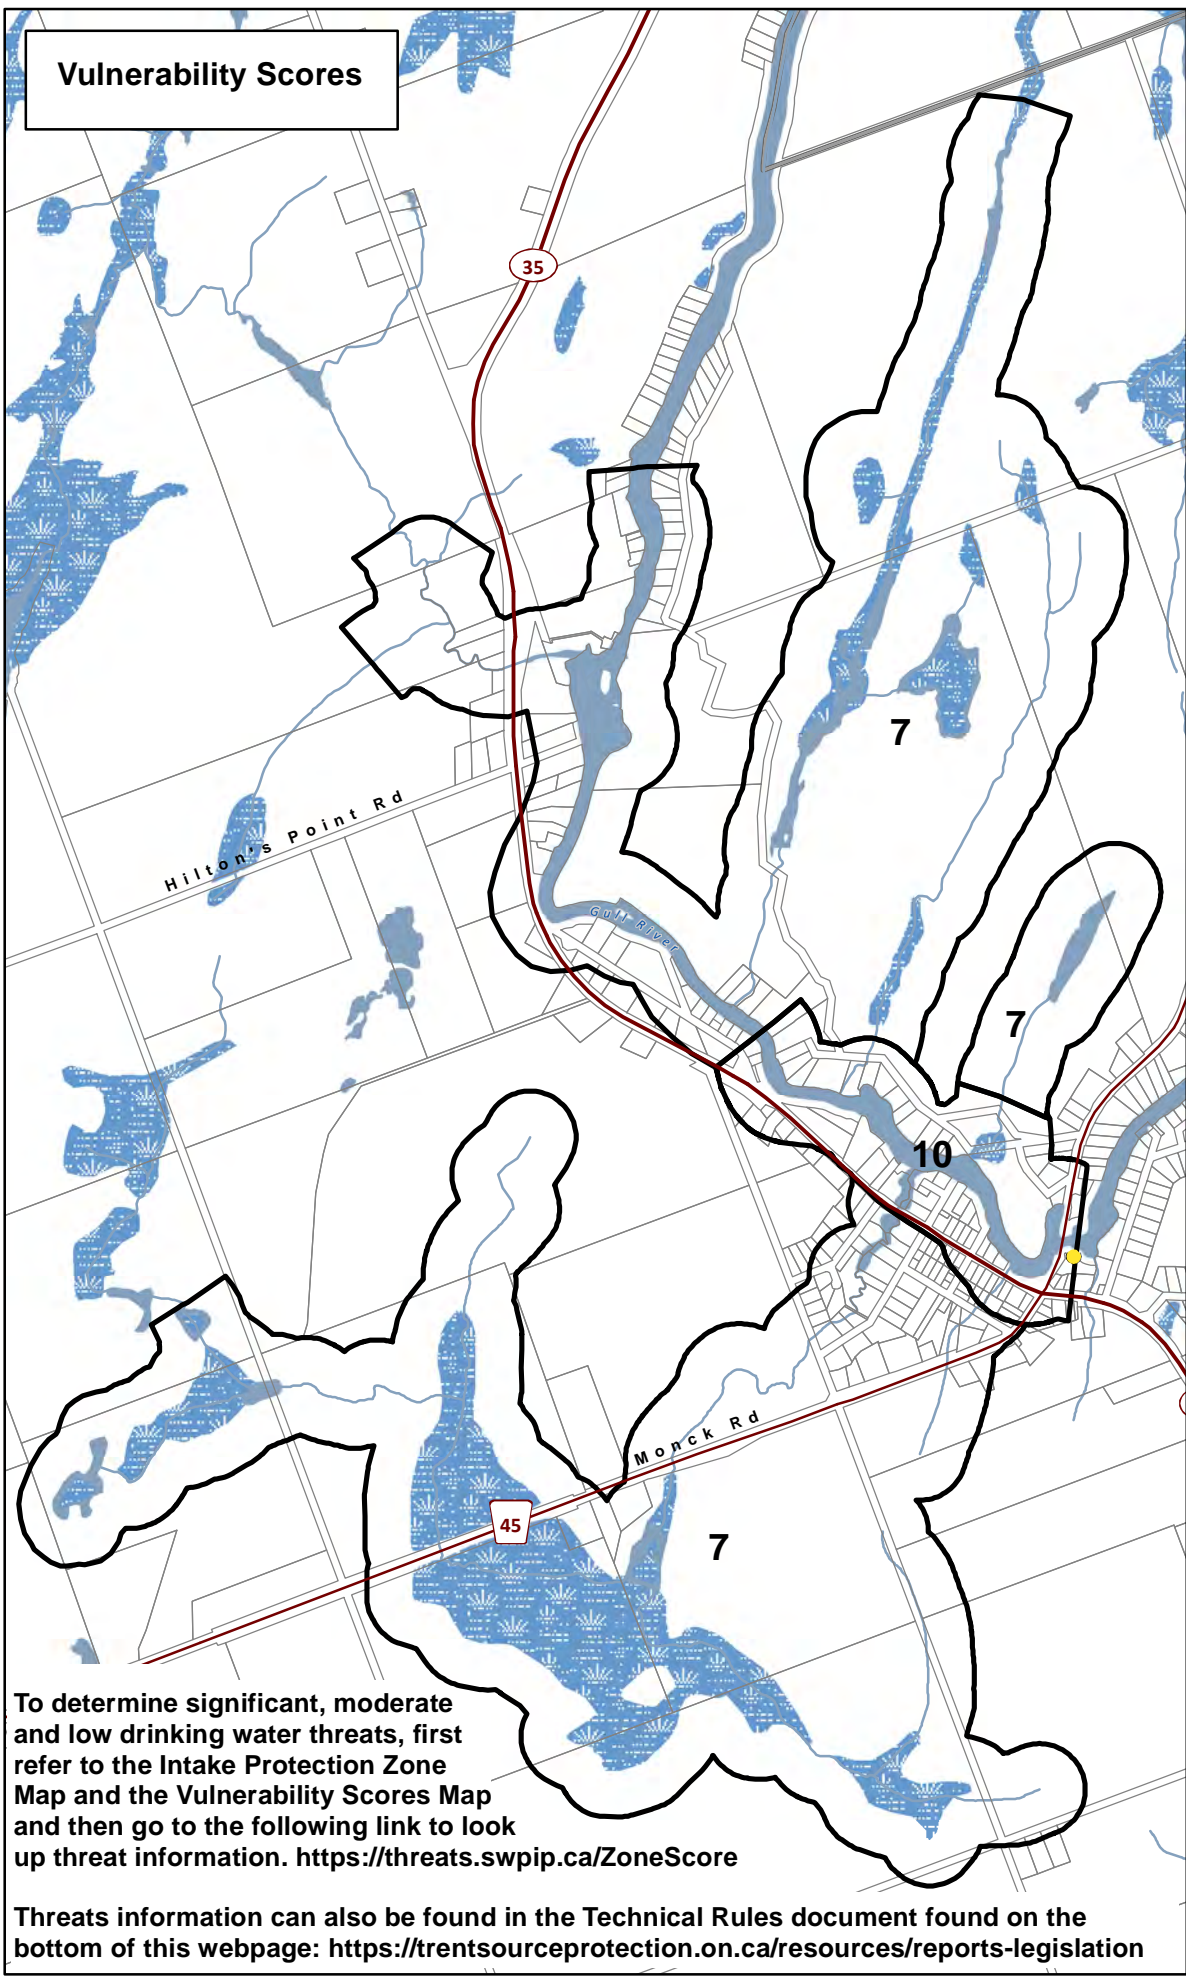 Vulnerability Scores
35
7
Hilton's Point Rd
Gull River
7
10
Monck Rd
45
7
To determine significant, moderate
and low drinking water threats, first
refer to the Intake Protection Zone
Map and the Vulnerability Scores Map
and then go to the following link to look
up threat information. https://threats.swpip.ca/ZoneScore
Threats information can also be found in the Technical Rules document found on the
bottom of this webpage: https://trentsourceprotection.on.ca/resources/reports-legislation